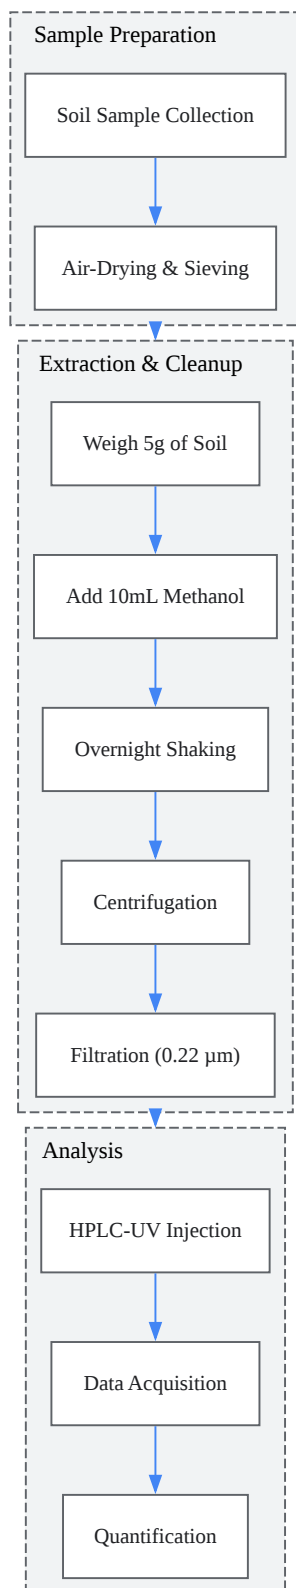 Sample Preparation
Soil Sample Collection
Air-Drying & Sieving
Extraction & Cleanup
Weigh 5g of Soil
Add 10mL Methanol
Overnight Shaking
Centrifugation
Filtration (0.22 µm)
Analysis
HPLC-UV Injection
Data Acquisition
Quantification